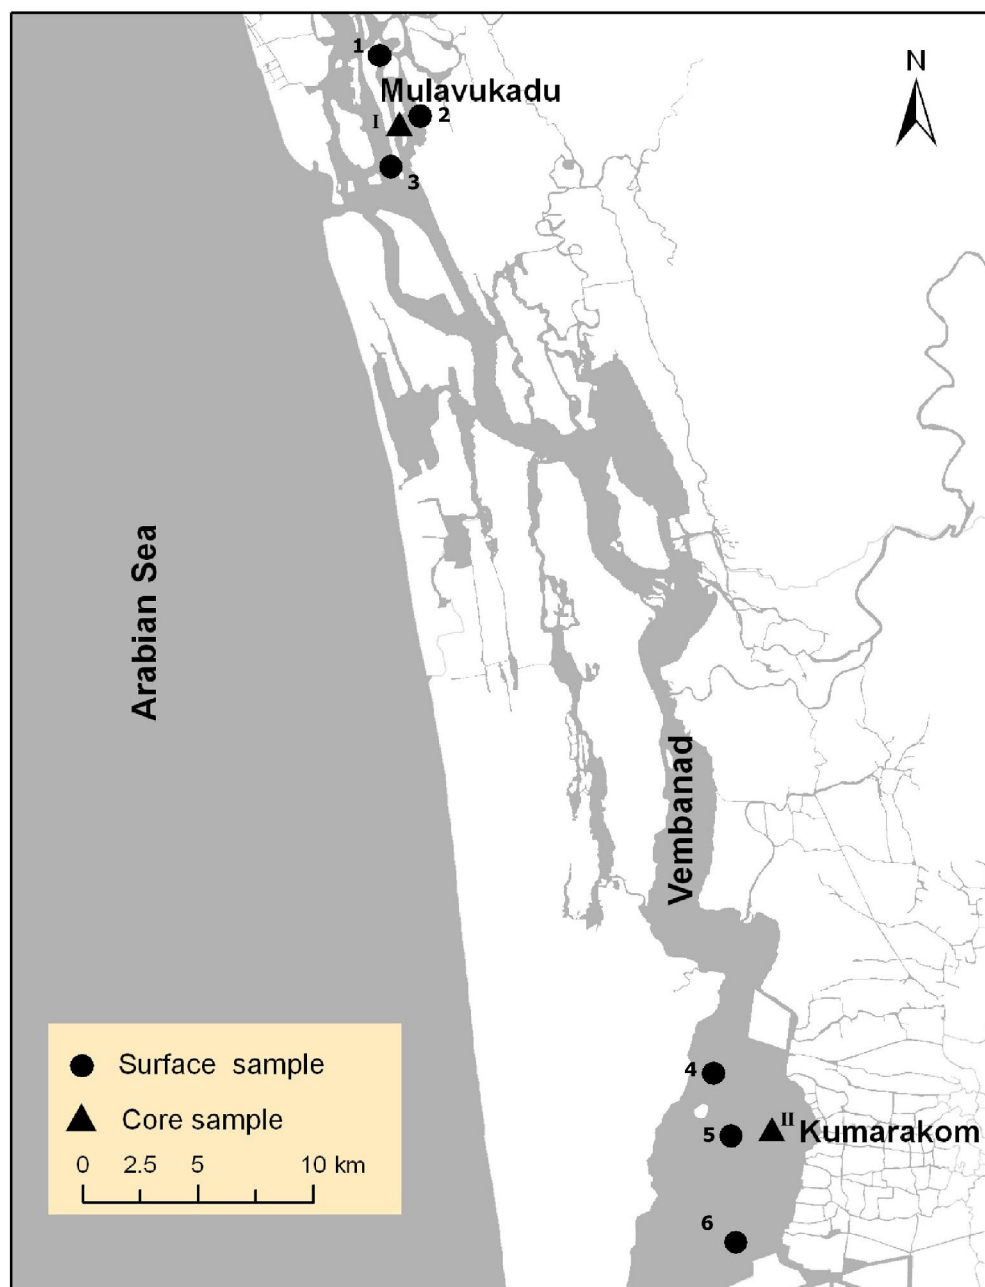 1
N
Mulavukadu
2
I
3
Arabian Sea
Vembanad
4
II
5
Kumarakom
6
Surface sample
Core sample
0 2.5 5 10 km